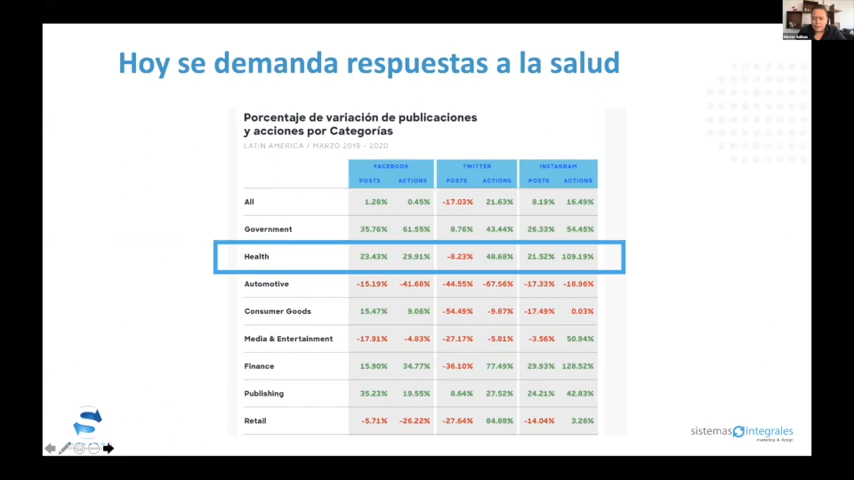 Hoy se demanda respuestas a la salud
Porcentaje de variación de publicaciones
y acciones por Categorías
LATIN AMERICA / MARZO 2019 - 2020
FACEBOOK TWITTER INSTAGRAM
POSTS ACTIONS POSTS ACTIONS POSTS ACTIONS
All 1.28% 0.45% -17.03% 21.63% 8.19% 16.49%
Government 35.76% 61.55% 8.76% 43.44% 26.33% 54.45%
Health 23.43% 29.91% -8.23% 48.68% 21.52% 109.19%
Automotive -15.19% -41.68% -44.55% -67.56% -17.33% -18.96%
Consumer Goods 15.47% 9.06% -54.49% -9.87% -17.49% 0.03%
Media & Entertainment -17.91% -4.83% -27.17% -5.81% -3.56% 50.94%
Finance 15.90% 34.77% -36.10% 77.49% 29.93% 128.52%
Publishing 35.23% 19.55% 8.64% 27.52% 24.21% 42.83%
Retail -5.71% -26.22% -27.64% 84.88% -14.04% 3.26%
sistemas integrales
marketing & design